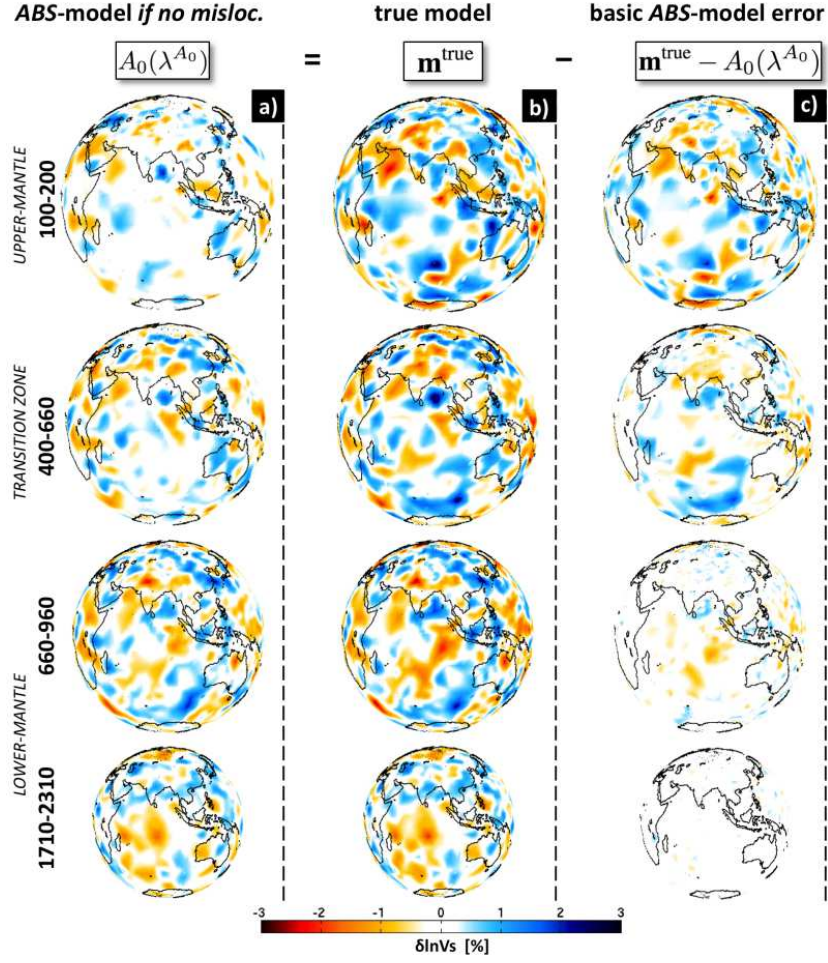 ABS-model if no misloc. true model basic ABS-model error
A₀(λ^A₀) = m^true − m^true − A₀(λ^A₀)
a) b) c)
UPPER-MANTLE
100-200
TRANSITION ZONE
400-660
LOWER-MANTLE
660-960
1710-2310
-3 -2 -1 0 1 2 3
δlnVs [%]